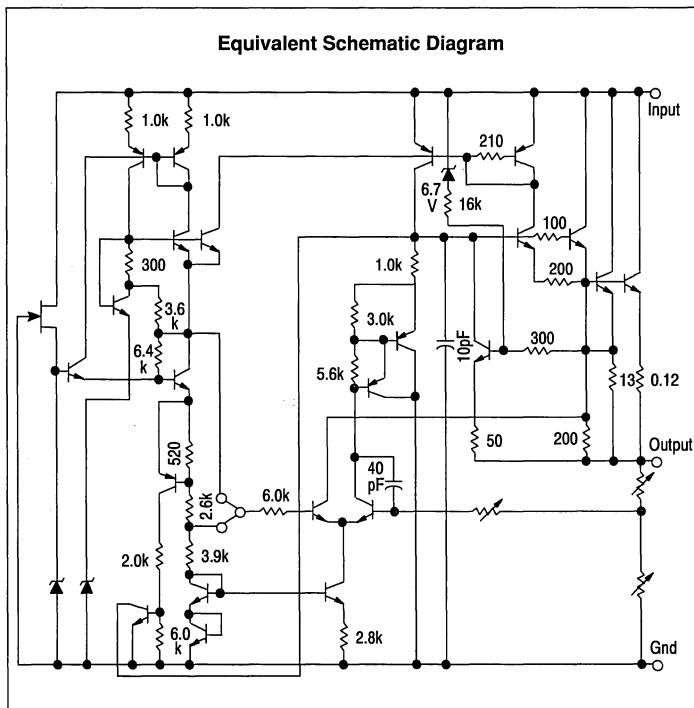 Equivalent Schematic Diagram
Input
1.0k
1.0k
210
6.7
V
16k
100
300
200
1.0k
3.6
k
3.0k
10pF
300
6.4
k
5.6k
13
0.12
520
50
200
Output
40
pF
2.6k
6.0k
3.9k
2.0k
6.0
k
2.8k
Gnd